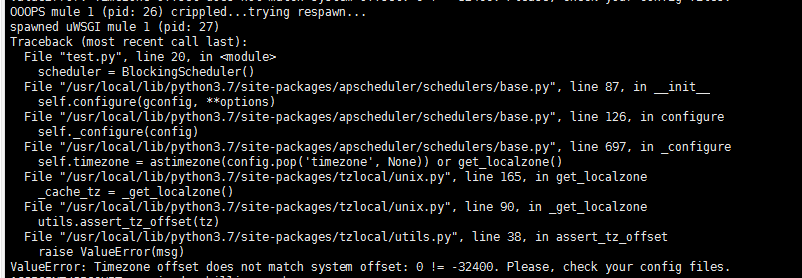 OOOPS mule 1 (pid: 26) crippled...trying respawn...
spawned uWSGI mule 1 (pid: 27)
Traceback (most recent call last):
  File "test.py", line 20, in <module>
    scheduler = BlockingScheduler()
  File "/usr/local/lib/python3.7/site-packages/apscheduler/schedulers/base.py", line 87, in __init__
    self.configure(gconfig, **options)
  File "/usr/local/lib/python3.7/site-packages/apscheduler/schedulers/base.py", line 126, in configure
    self._configure(config)
  File "/usr/local/lib/python3.7/site-packages/apscheduler/schedulers/base.py", line 697, in _configure
    self.timezone = astimezone(config.pop('timezone', None)) or get_localzone()
  File "/usr/local/lib/python3.7/site-packages/tzlocal/unix.py", line 165, in get_localzone
    _cache_tz = _get_localzone()
  File "/usr/local/lib/python3.7/site-packages/tzlocal/unix.py", line 90, in _get_localzone
    utils.assert_tz_offset(tz)
  File "/usr/local/lib/python3.7/site-packages/tzlocal/utils.py", line 38, in assert_tz_offset
    raise ValueError(msg)
ValueError: Timezone offset does not match system offset: 0 != -32400. Please, check your config files.